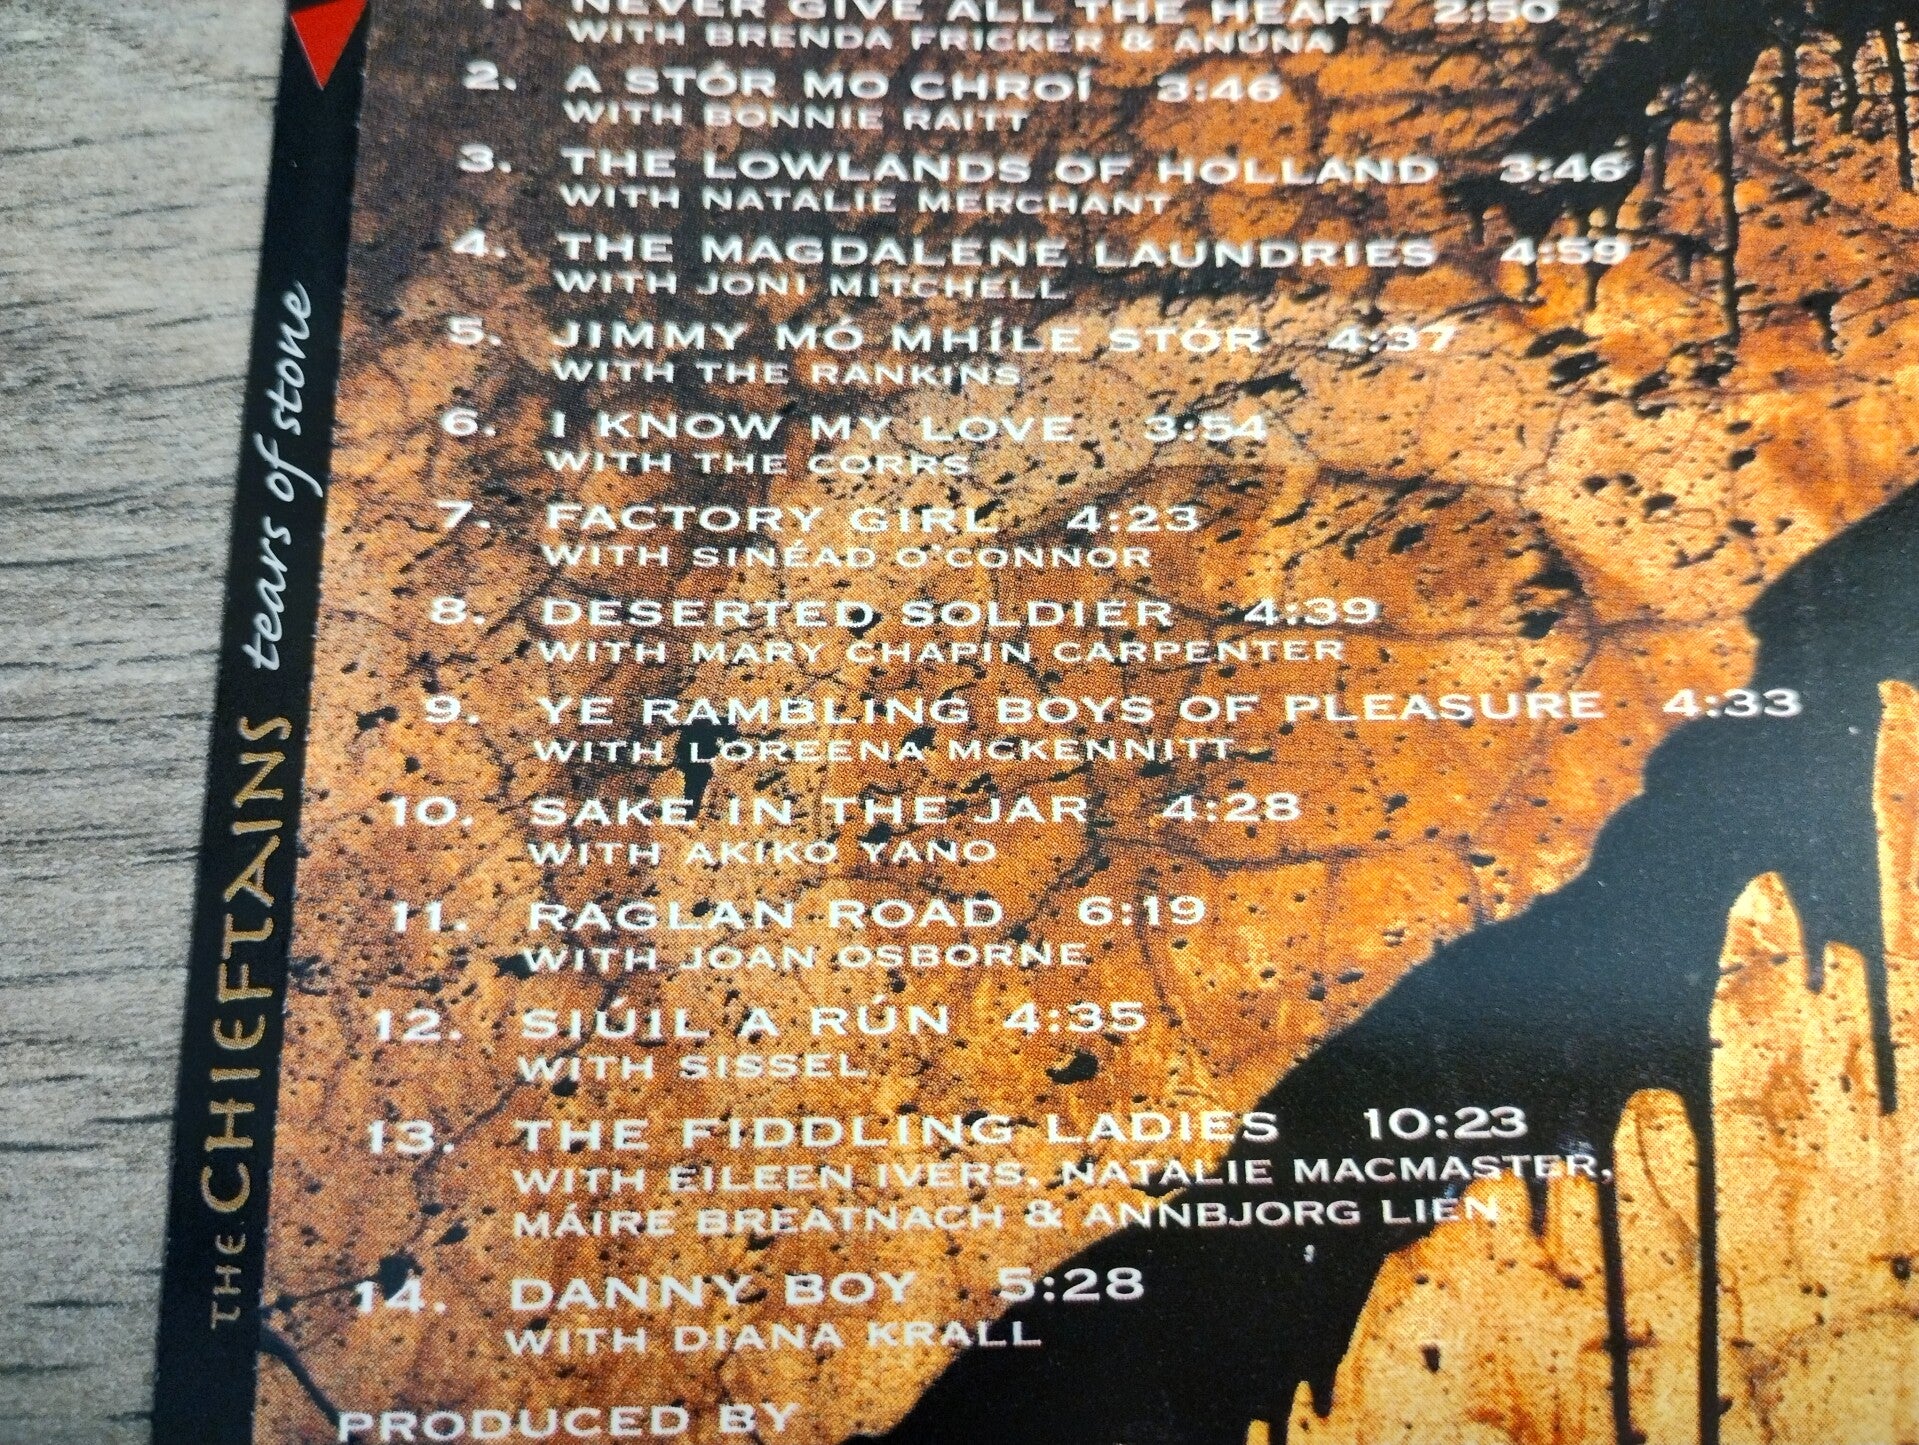 1. NEVER GIVE ALL THE HEART 2:50
WITH BRENDA FRICKER & ANÚNA
2. A STÓR MO CHROÍ 3:46
WITH BONNIE RAITT
3. THE LOWLANDS OF HOLLAND 3:46
WITH NATALIE MERCHANT
4. THE MAGDALENE LAUNDRIES 4:59
WITH JONI MITCHELL
5. JIMMY MÓ MHÍLE STÓR 4:37
WITH THE RANKINS
6. I KNOW MY LOVE 3:54
WITH THE CORRS
7. FACTORY GIRL 4:23
WITH SINÉAD O'CONNOR
8. DESERTED SOLDIER 4:39
WITH MARY CHAPIN CARPENTER
9. YE RAMBLING BOYS OF PLEASURE 4:33
WITH LOREENA MCKENNITT
10. SAKE IN THE JAR 4:28
WITH AKIKO YANO
11. RAGLAN ROAD 6:19
WITH JOAN OSBORNE
12. SIÚIL A RÚN 4:35
WITH SISSEL
13. THE FIDDLING LADIES 10:23
WITH EILEEN IVERS, NATALIE MACMASTER,
MÁIRE BREATNACH & ANNBJORG LIEN
14. DANNY BOY 5:28
WITH DIANA KRALL
PRODUCED BY
THE CHIEFTAINS tears of stone